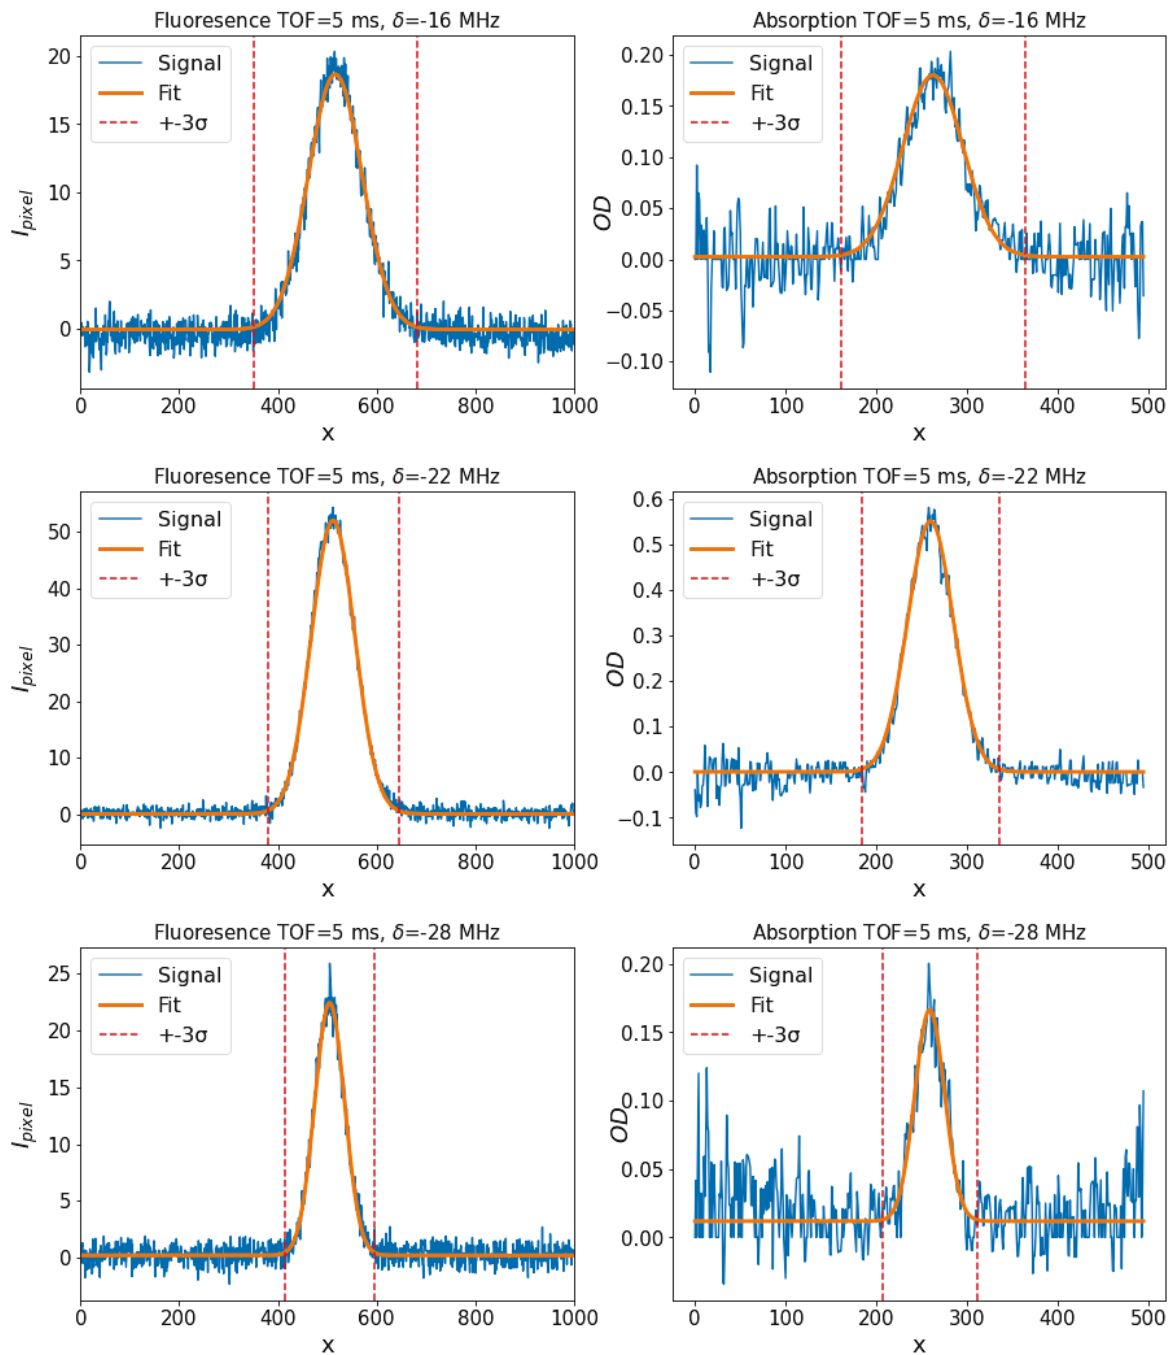 Fluoresence TOF=5 ms, δ=-16 MHz
20
15
10
5
0
I_pixel
Signal
Fit
+-3σ
0 200 400 600 800 1000
x
Absorption TOF=5 ms, δ=-16 MHz
0.20
0.15
0.10
0.05
0.00
−0.05
−0.10
OD
Signal
Fit
+-3σ
0 100 200 300 400 500
x
Fluoresence TOF=5 ms, δ=-22 MHz
50
40
30
20
10
0
I_pixel
Signal
Fit
+-3σ
0 200 400 600 800 1000
x
Absorption TOF=5 ms, δ=-22 MHz
0.6
0.5
0.4
0.3
0.2
0.1
0.0
−0.1
OD
Signal
Fit
+-3σ
0 100 200 300 400 500
x
Fluoresence TOF=5 ms, δ=-28 MHz
25
20
15
10
5
0
I_pixel
Signal
Fit
+-3σ
0 200 400 600 800 1000
x
Absorption TOF=5 ms, δ=-28 MHz
0.20
0.15
0.10
0.05
0.00
OD
Signal
Fit
+-3σ
0 100 200 300 400 500
x